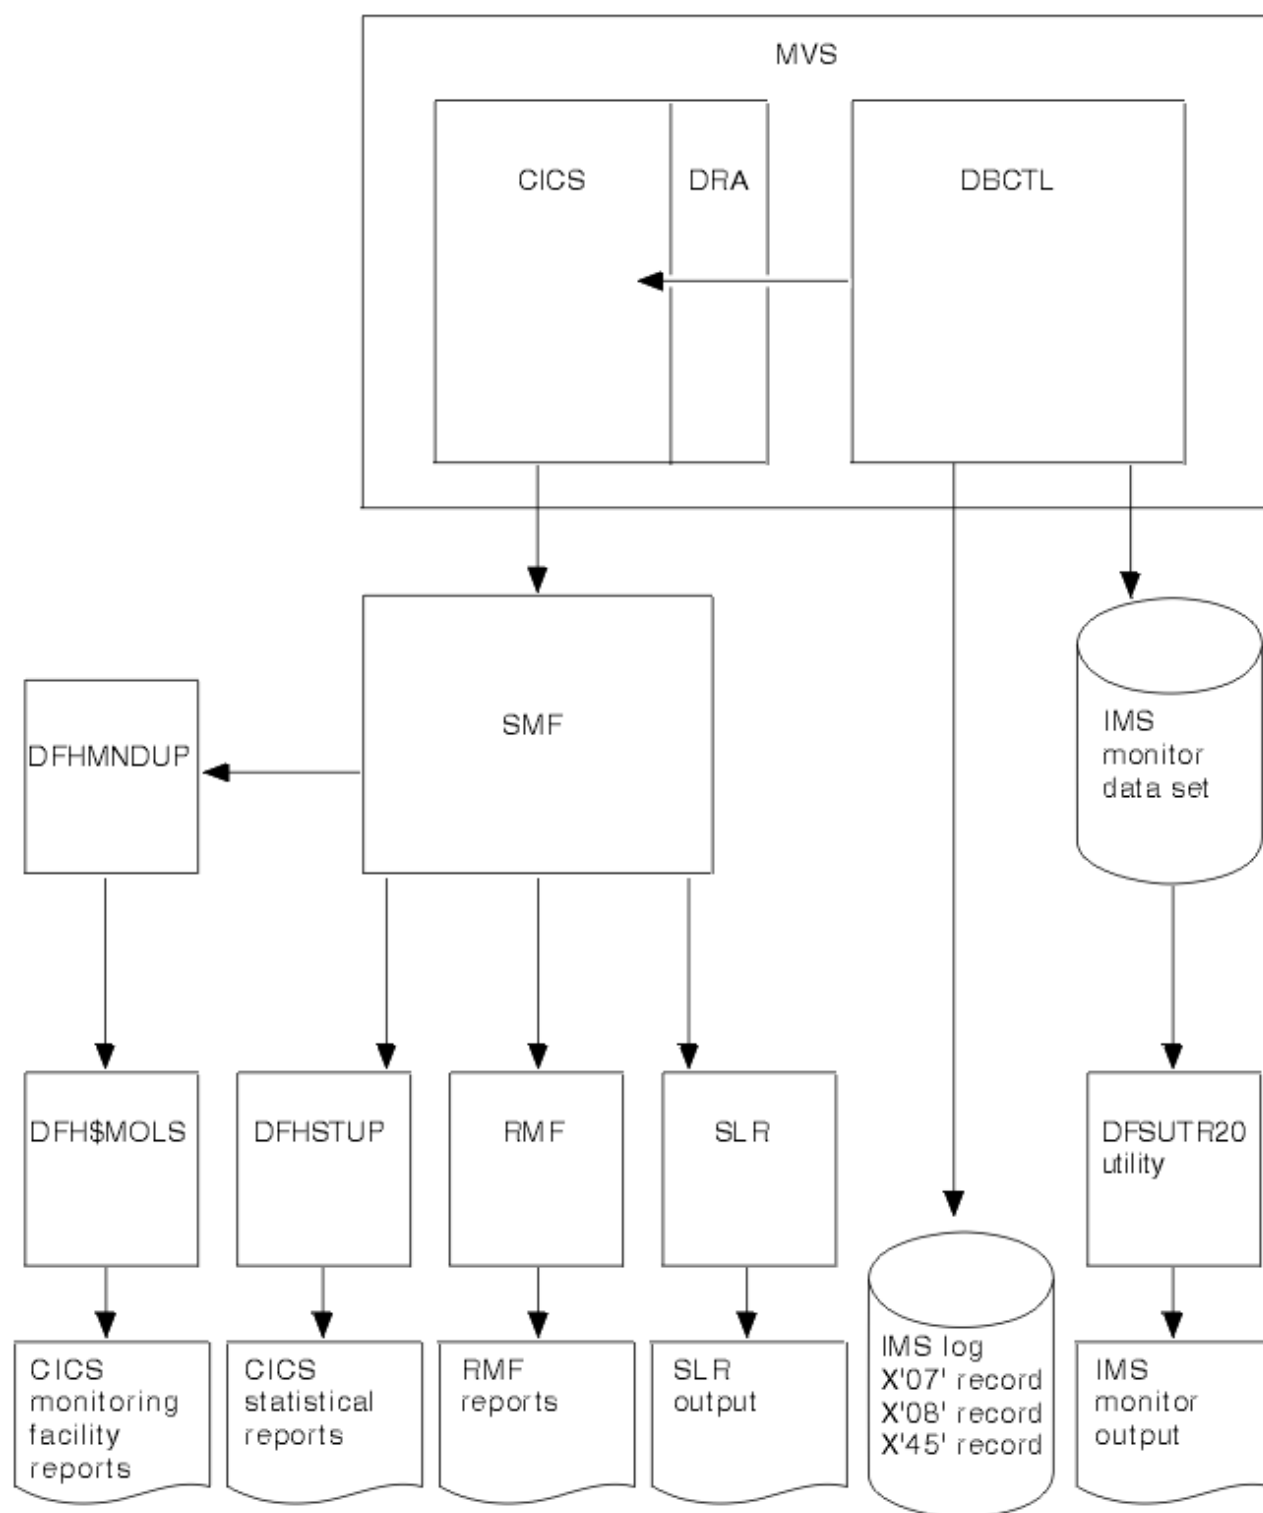 MVS
CICS
DRA
DBCTL
SMF
DFHMNDUP
IMS
monitor
data set
DFH$MOLS
DFHSTUP
RMF
SLR
DFSUTR20
utility
CICS
monitoring
facility
reports
CICS
statistical
reports
RMF
reports
SLR
output
IMS log
X'07' record
X'08' record
X'45' record
IMS
monitor
output